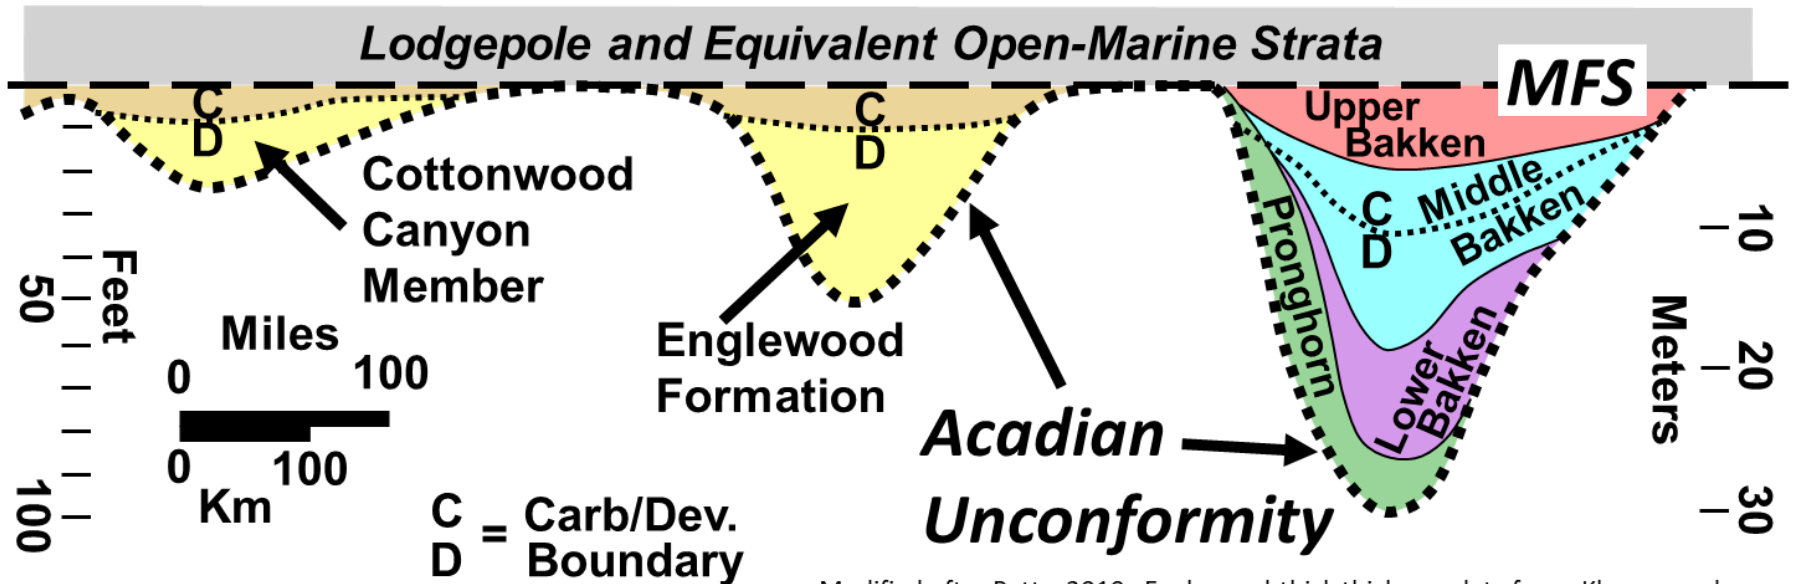 Lodgepole and Equivalent Open-Marine Strata
MFS
C
D
C
D
Upper
Bakken
Middle
Bakken
C
D
Pronghorn
Lower
Bakken
Cottonwood
Canyon
Member
Englewood
Formation
Acadian
Unconformity
Feet
50
100
Miles
0 100
0 100
Km
C
D
=
Carb/Dev.
Boundary
Meters
10
20
30